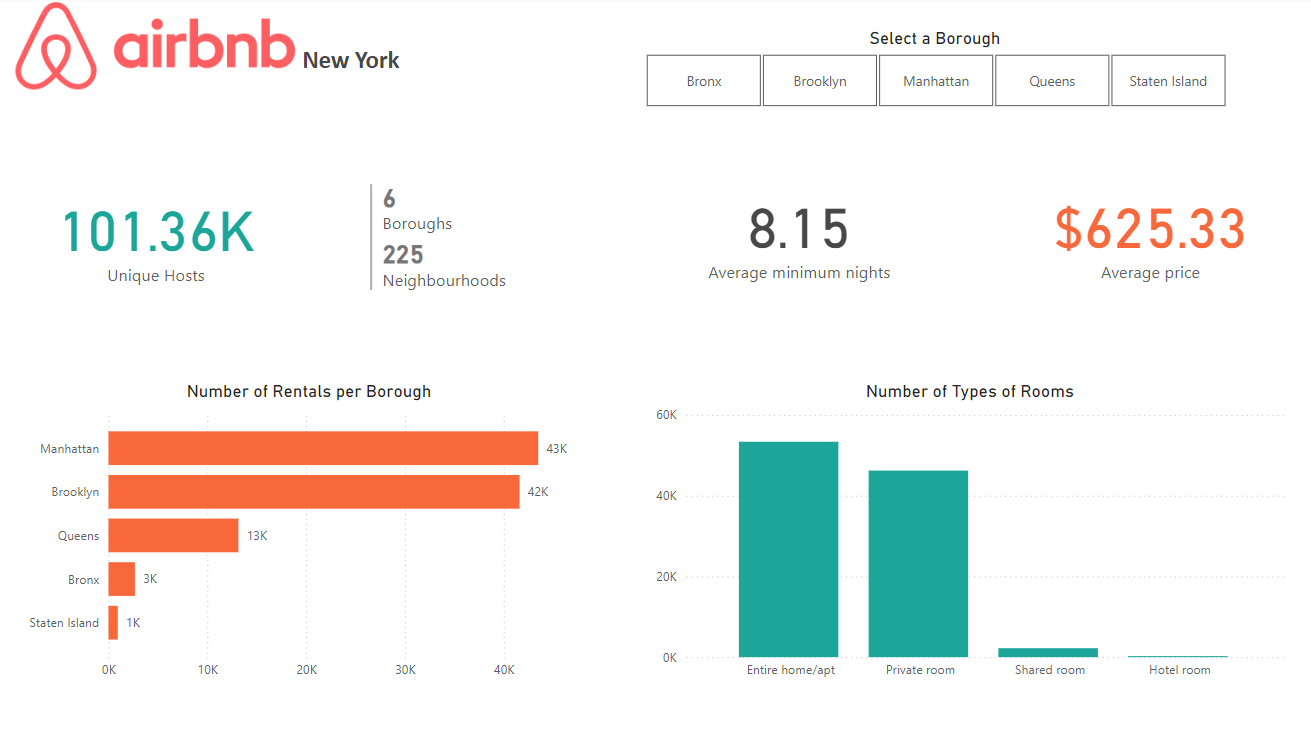 airbnb New York
Select a Borough
Bronx Brooklyn Manhattan Queens Staten Island
101.36K
Unique Hosts
6
Boroughs
225
Neighbourhoods
8.15
Average minimum nights
$625.33
Average price
Number of Rentals per Borough
Manhattan 43K
Brooklyn 42K
Queens 13K
Bronx 3K
Staten Island 1K
0K 10K 20K 30K 40K
Number of Types of Rooms
60K
40K
20K
0K
Entire home/apt Private room Shared room Hotel room